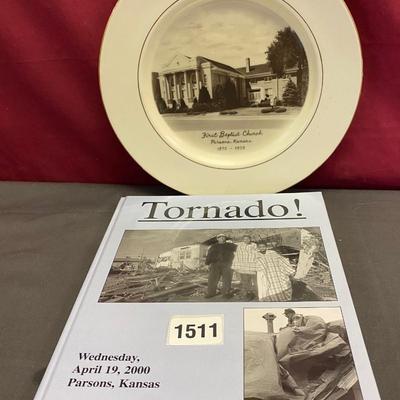 First Baptist Church
Parsons, Kansas
Tornado!
1511
Wednesday,
April 19, 2000
Parsons, Kansas